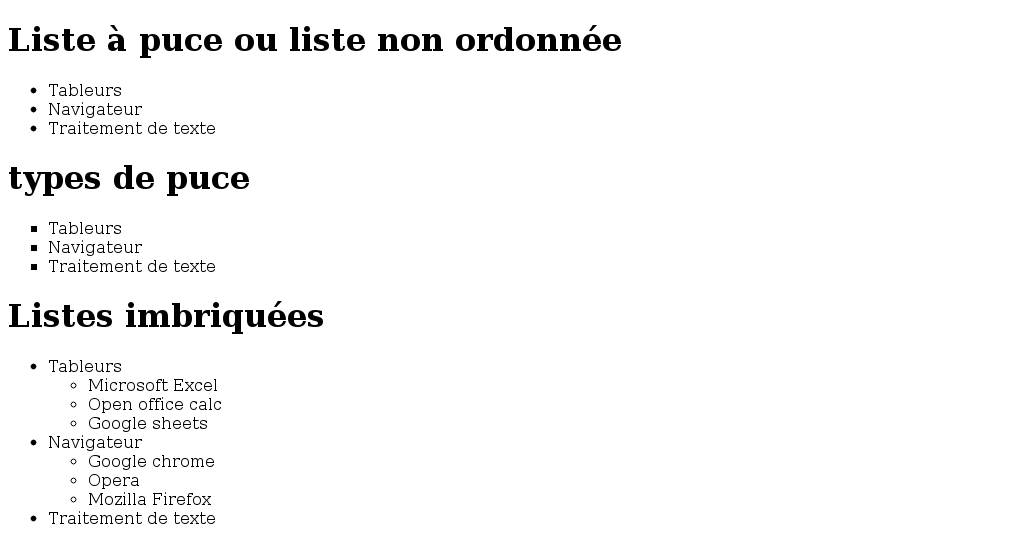 Liste à puce ou liste non ordonnée
Tableurs
Navigateur
Traitement de texte
types de puce
Tableurs
Navigateur
Traitement de texte
Listes imbriquées
Tableurs
Microsoft Excel
Open office calc
Google sheets
Navigateur
Google chrome
Opera
Mozilla Firefox
Traitement de texte